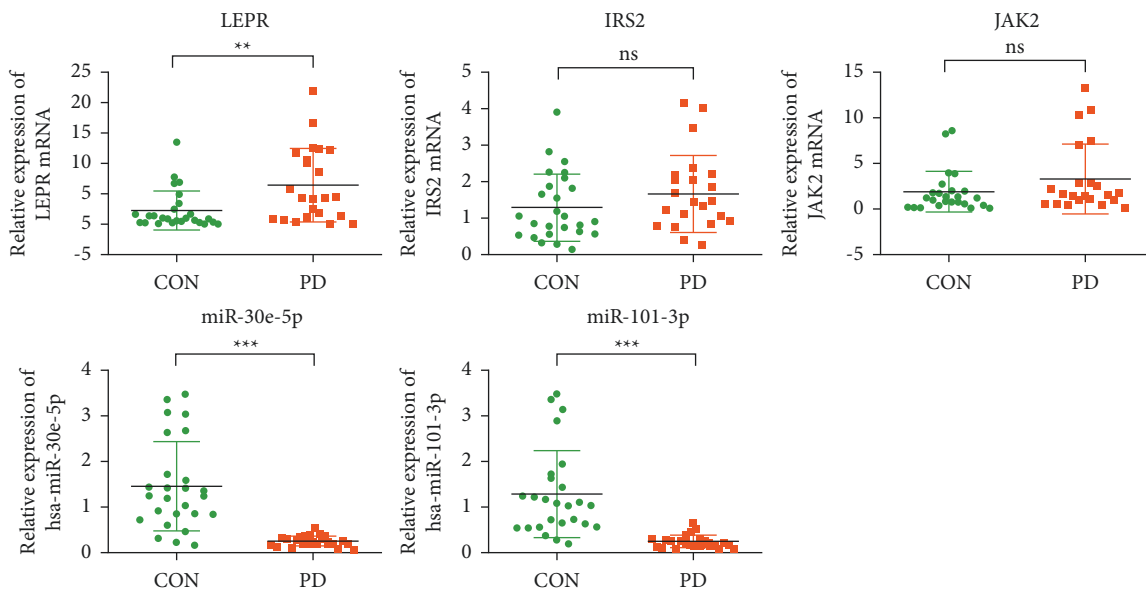 LEPR
**
Relative expression of
LEPR mRNA
25
20
15
10
5
0
-5
CON
PD
IRS2
ns
Relative expression of
IRS2 mRNA
5
4
3
2
1
0
CON
PD
JAK2
ns
Relative expression of
JAK2 mRNA
15
10
5
0
-5
CON
PD
miR-30e-5p
***
Relative expression of
hsa-miR-30e-5p
4
3
2
1
0
CON
PD
miR-101-3p
***
Relative expression of
hsa-miR-101-3p
4
3
2
1
0
CON
PD